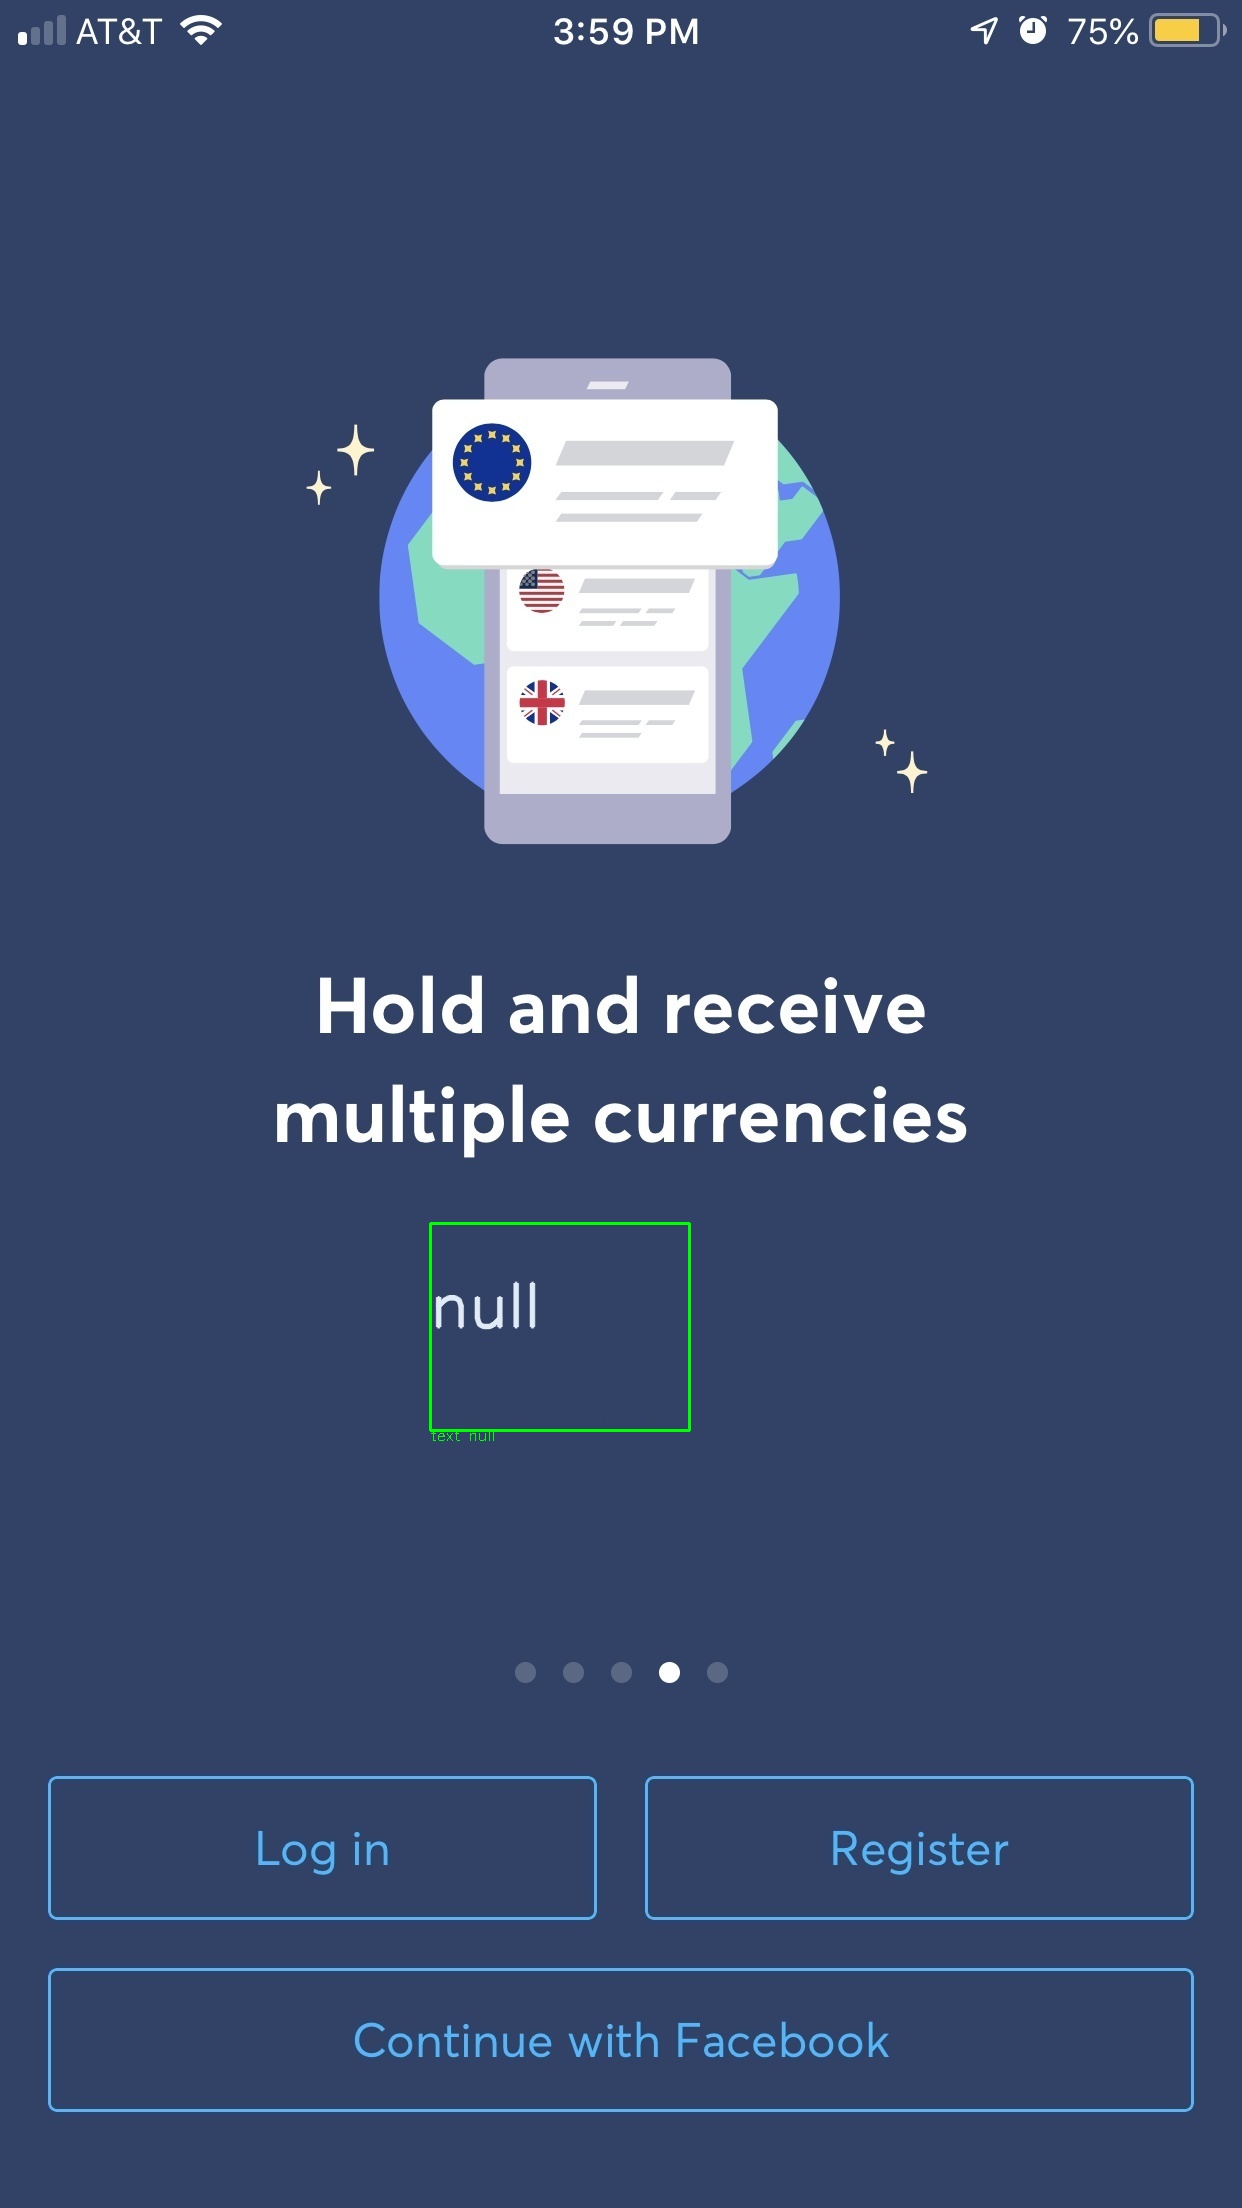 AT&T 3:59 PM 75%
Hold and receive
multiple currencies
null
text null
Log in
Register
Continue with Facebook